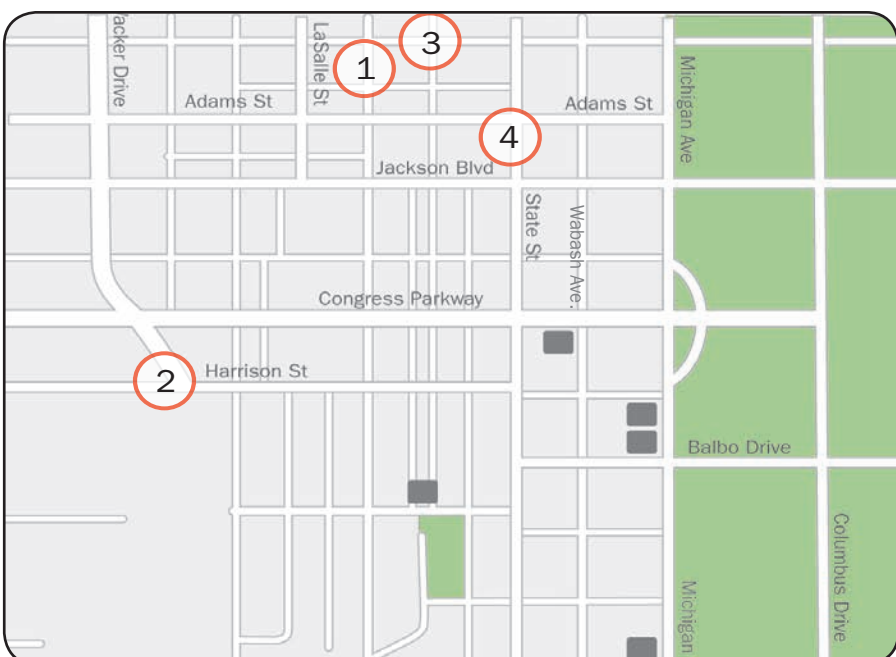 acker Drive
LaSalle St
1
3
Michigan Ave
Adams St
Adams St
4
Jackson Blvd
State St
Wabash Ave.
Congress Parkway
2
Harrison St
Balbo Drive
Columbus Drive
Michigan